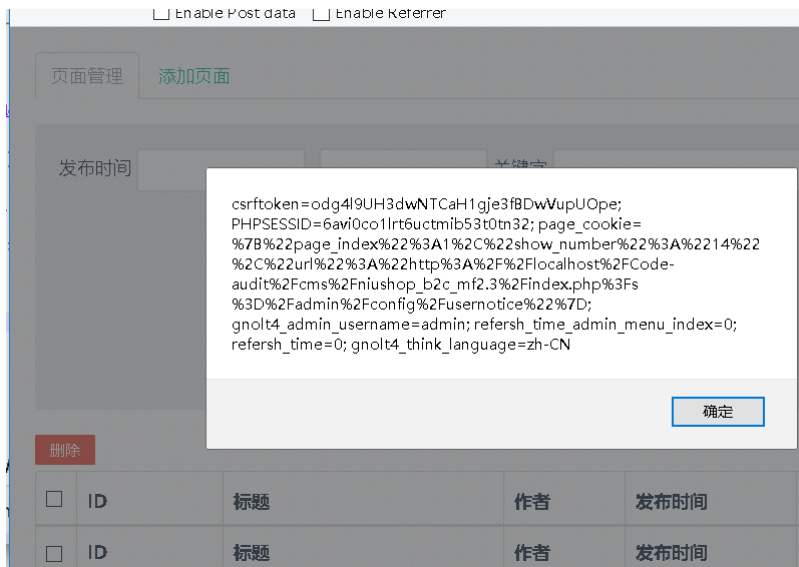 Enable Post data Enable Referrer
页面管理 添加页面
发布时间 关键字
csrftoken=odg4l9UH3dwNTCaH1gje3fBDwVupUOpe;
PHPSESSID=6avi0co1lrt6uctmib53t0tn32; page_cookie=
%7B%22page_index%22%3A1%2C%22show_number%22%3A%2214%22
%2C%22url%22%3A%22http%3A%2F%2Flocalhost%2FCode-
audit%2Fcms%2Fniushop_b2c_mf2.3%2Findex.php%3Fs
%3D%2Fadmin%2Fconfig%2Fusernotice%22%7D;
gnolt4_admin_username=admin; refersh_time_admin_menu_index=0;
refersh_time=0; gnolt4_think_language=zh-CN
确定
删除
ID 标题 作者 发布时间
ID 标题 作者 发布时间